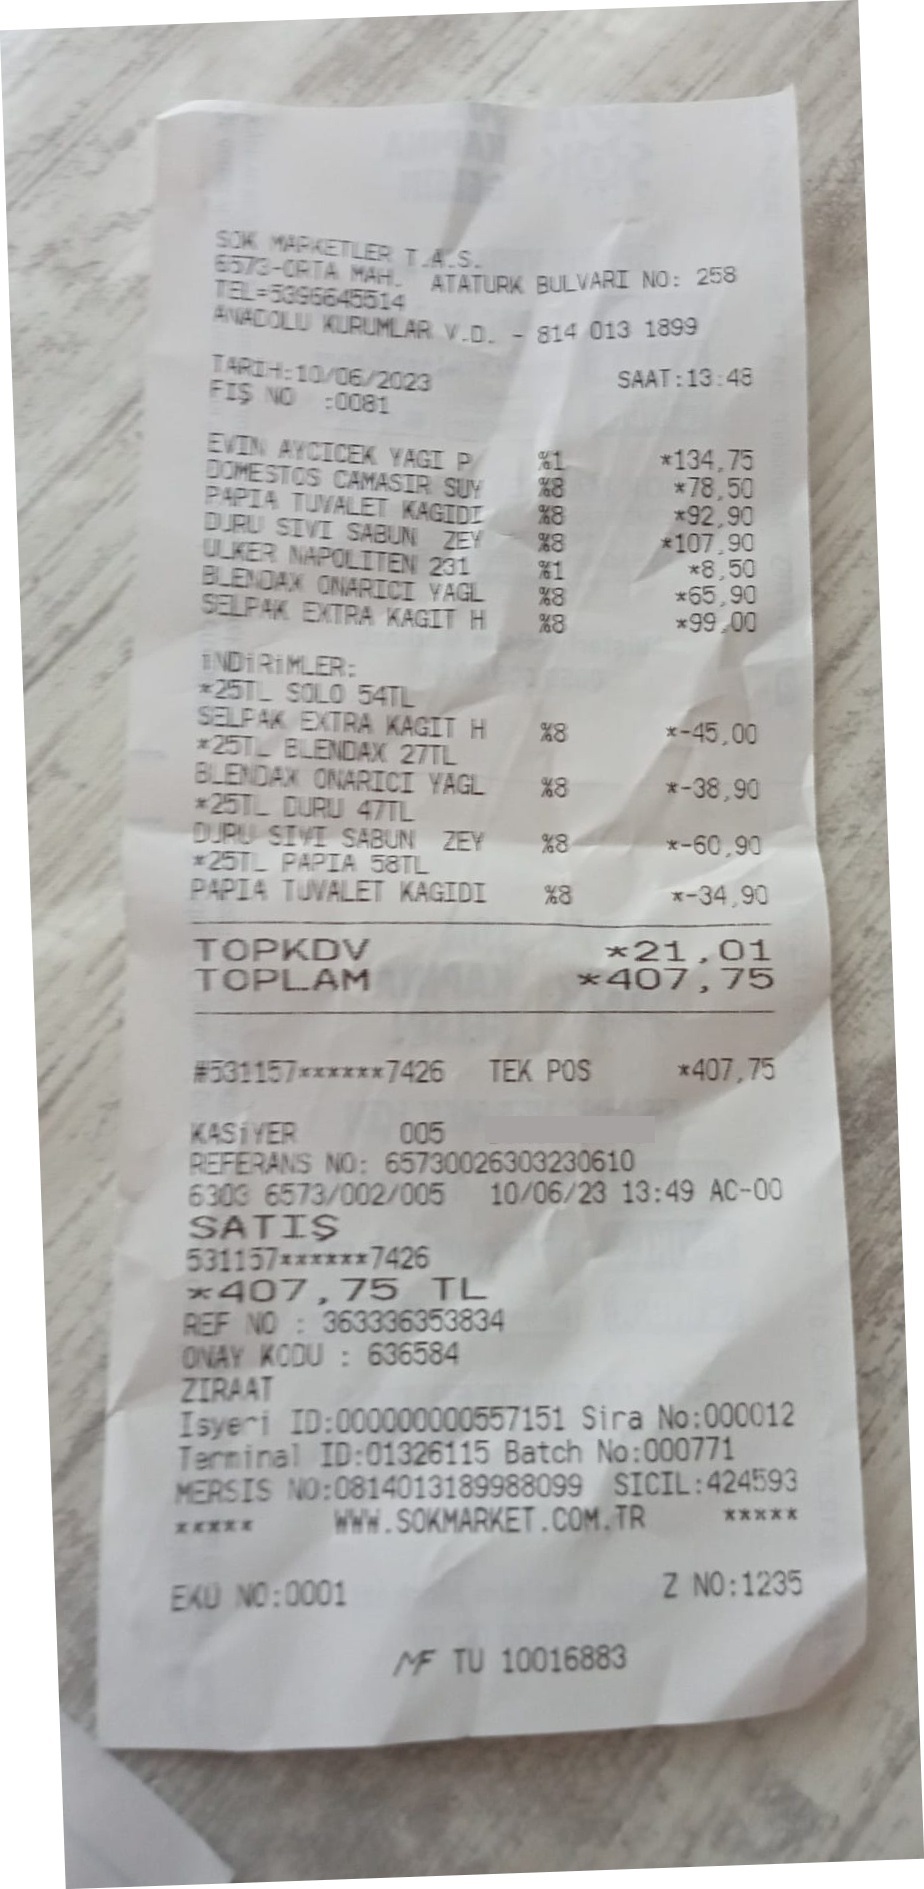 SOK MARKETLER T.A.S.
6573-ORTA MAH. ATATURK BULVARI NO: 258
TEL=5396645514
ANADOLU KURUMLAR V.D. - 814 013 1899
TARIH:10/06/2023 SAAT:13:48
FIŞ NO :0081
EVIN AYCICEK YAGI P %1 *134,75
DOMESTOS CAMASIR SUY %8 *78,50
PAPIA TUVALET KAGIDI %8 *92,90
DURU SIVI SABUN ZEY %8 *107,90
ULKER NAPOLITEN 231 %1 *8,50
BLENDAX ONARICI YAGL %8 *65,90
SELPAK EXTRA KAGIT H %8 *99,00
iNDiRiMLER:
*25TL SOLO 54TL
SELPAK EXTRA KAGIT H %8 *-45,00
*25TL BLENDAX 27TL
BLENDAX ONARICI YAGL %8 *-38,90
*25TL DURU 47TL
DURU SIVI SABUN ZEY %8 *-60,90
*25TL PAPIA 58TL
PAPIA TUVALET KAGIDI %8 *-34,90
TOPKDV *21,01
TOPLAM *407,75
#531157******7426 TEK POS *407,75
KASiYER 005
REFERANS NO: 65730026303230610
6303 6573/002/005 10/06/23 13:49 AC-00
SATIŞ
531157******7426
*407,75 TL
REF NO : 363336353834
ONAY KODU : 636584
ZIRAAT
Isyeri ID:000000000557151 Sira No:000012
Terminal ID:01326115 Batch No:000771
MERSIS NO:0814013189988099 SICIL:424593
***** WWW.SOKMARKET.COM.TR *****
EKU NO:0001 Z NO:1235
MF TU 10016883